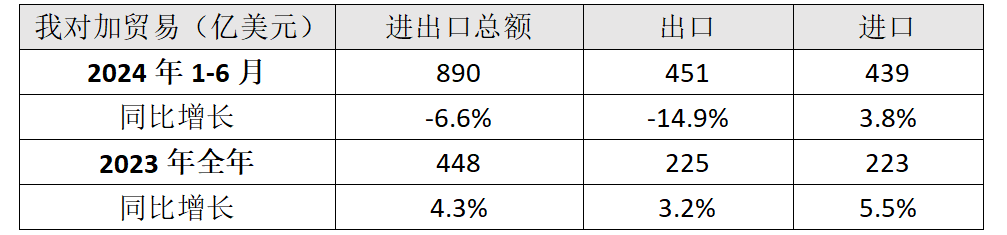 我对加贸易（亿美元） 进出口总额 出口 进口
2024 年 1-6 月 890 451 439
同比增长 -6.6% -14.9% 3.8%
2023 年全年 448 225 223
同比增长 4.3% 3.2% 5.5%